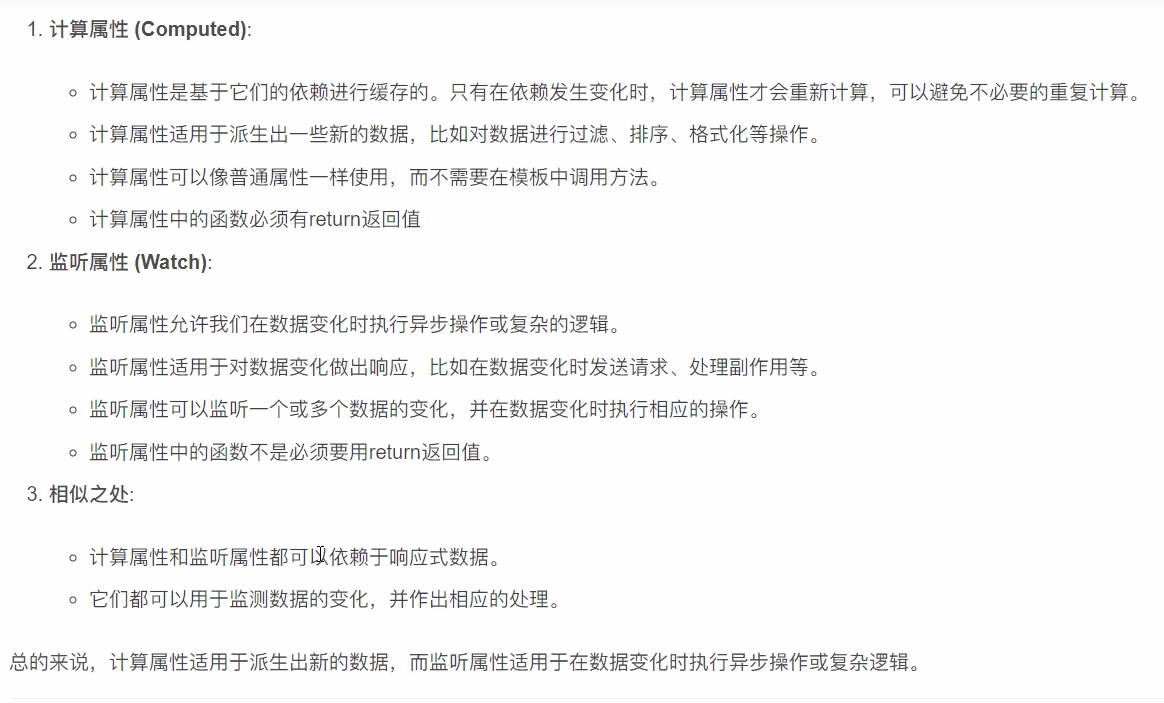 1. 计算属性 (Computed):
计算属性是基于它们的依赖进行缓存的。只有在依赖发生变化时，计算属性才会重新计算，可以避免不必要的重复计算。
计算属性适用于派生出一些新的数据，比如对数据进行过滤、排序、格式化等操作。
计算属性可以像普通属性一样使用，而不需要在模板中调用方法。
计算属性中的函数必须有return返回值
2. 监听属性 (Watch):
监听属性允许我们在数据变化时执行异步操作或复杂的逻辑。
监听属性适用于对数据变化做出响应，比如在数据变化时发送请求、处理副作用等。
监听属性可以监听一个或多个数据的变化，并在数据变化时执行相应的操作。
监听属性中的函数不是必须要用return返回值。
3. 相似之处:
计算属性和监听属性都可以依赖于响应式数据。
它们都可以用于监测数据的变化，并作出相应的处理。
总的来说，计算属性适用于派生出新的数据，而监听属性适用于在数据变化时执行异步操作或复杂逻辑。